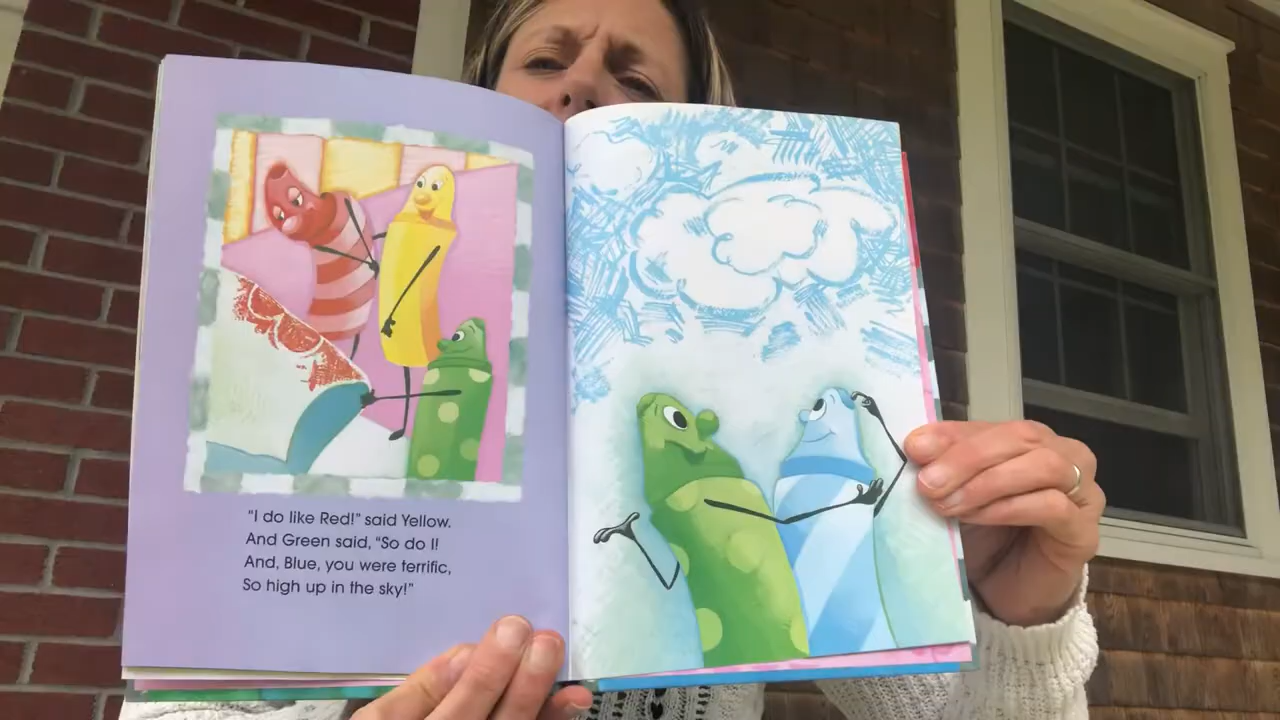 "I do like Red!" said Yellow.
And Green said, "So do I!
And, Blue, you were terrific,
So high up in the sky!"